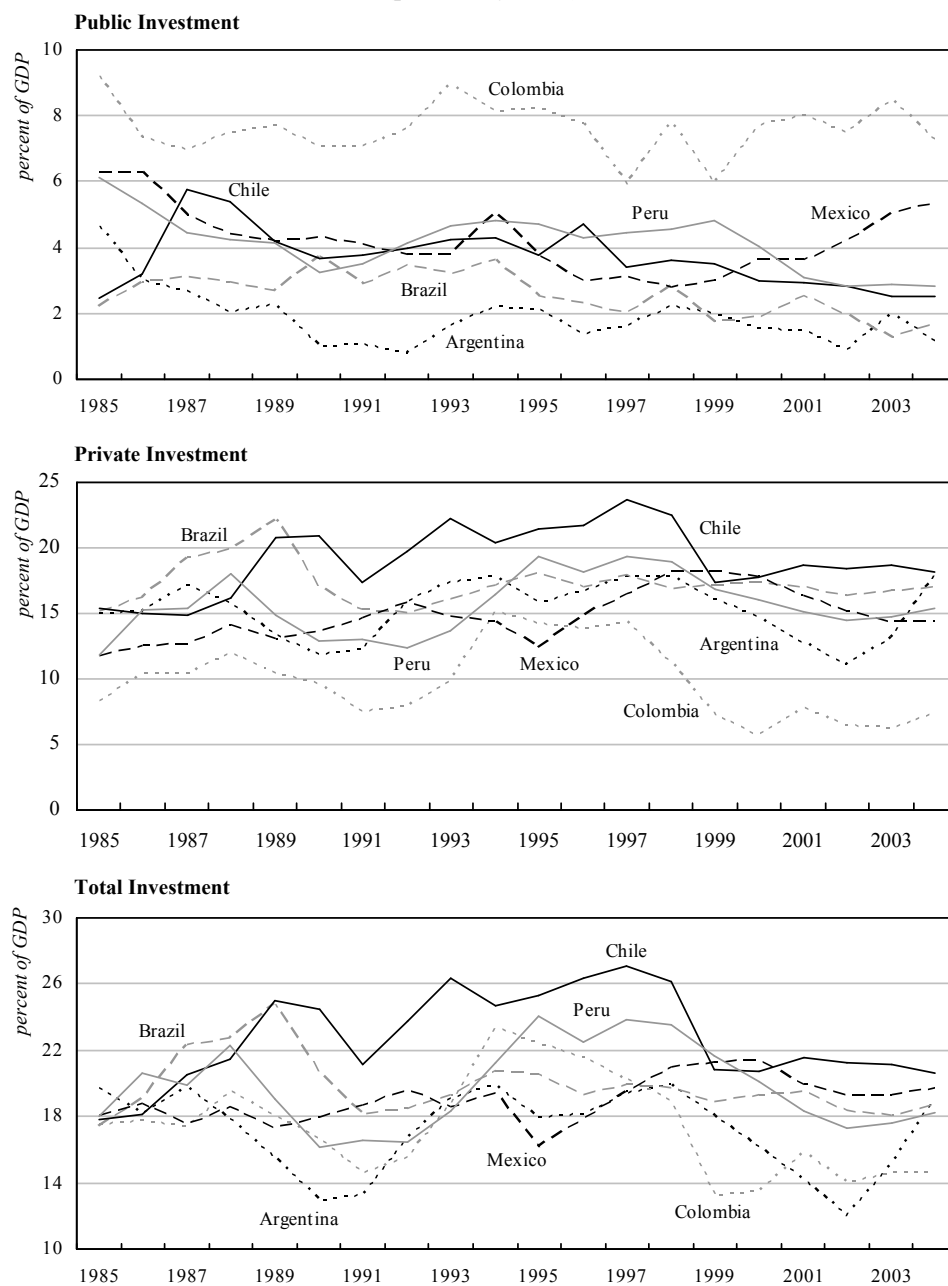 Public Investment
percent of GDP
10
8
6
4
2
0
Colombia
Chile
Peru
Mexico
Brazil
Argentina
1985 1987 1989 1991 1993 1995 1997 1999 2001 2003
Private Investment
percent of GDP
25
20
15
10
5
0
Brazil
Chile
Peru
Mexico
Argentina
Colombia
1985 1987 1989 1991 1993 1995 1997 1999 2001 2003
Total Investment
percent of GDP
30
26
22
18
14
10
Chile
Peru
Brazil
Mexico
Argentina
Colombia
1985 1987 1989 1991 1993 1995 1997 1999 2001 2003